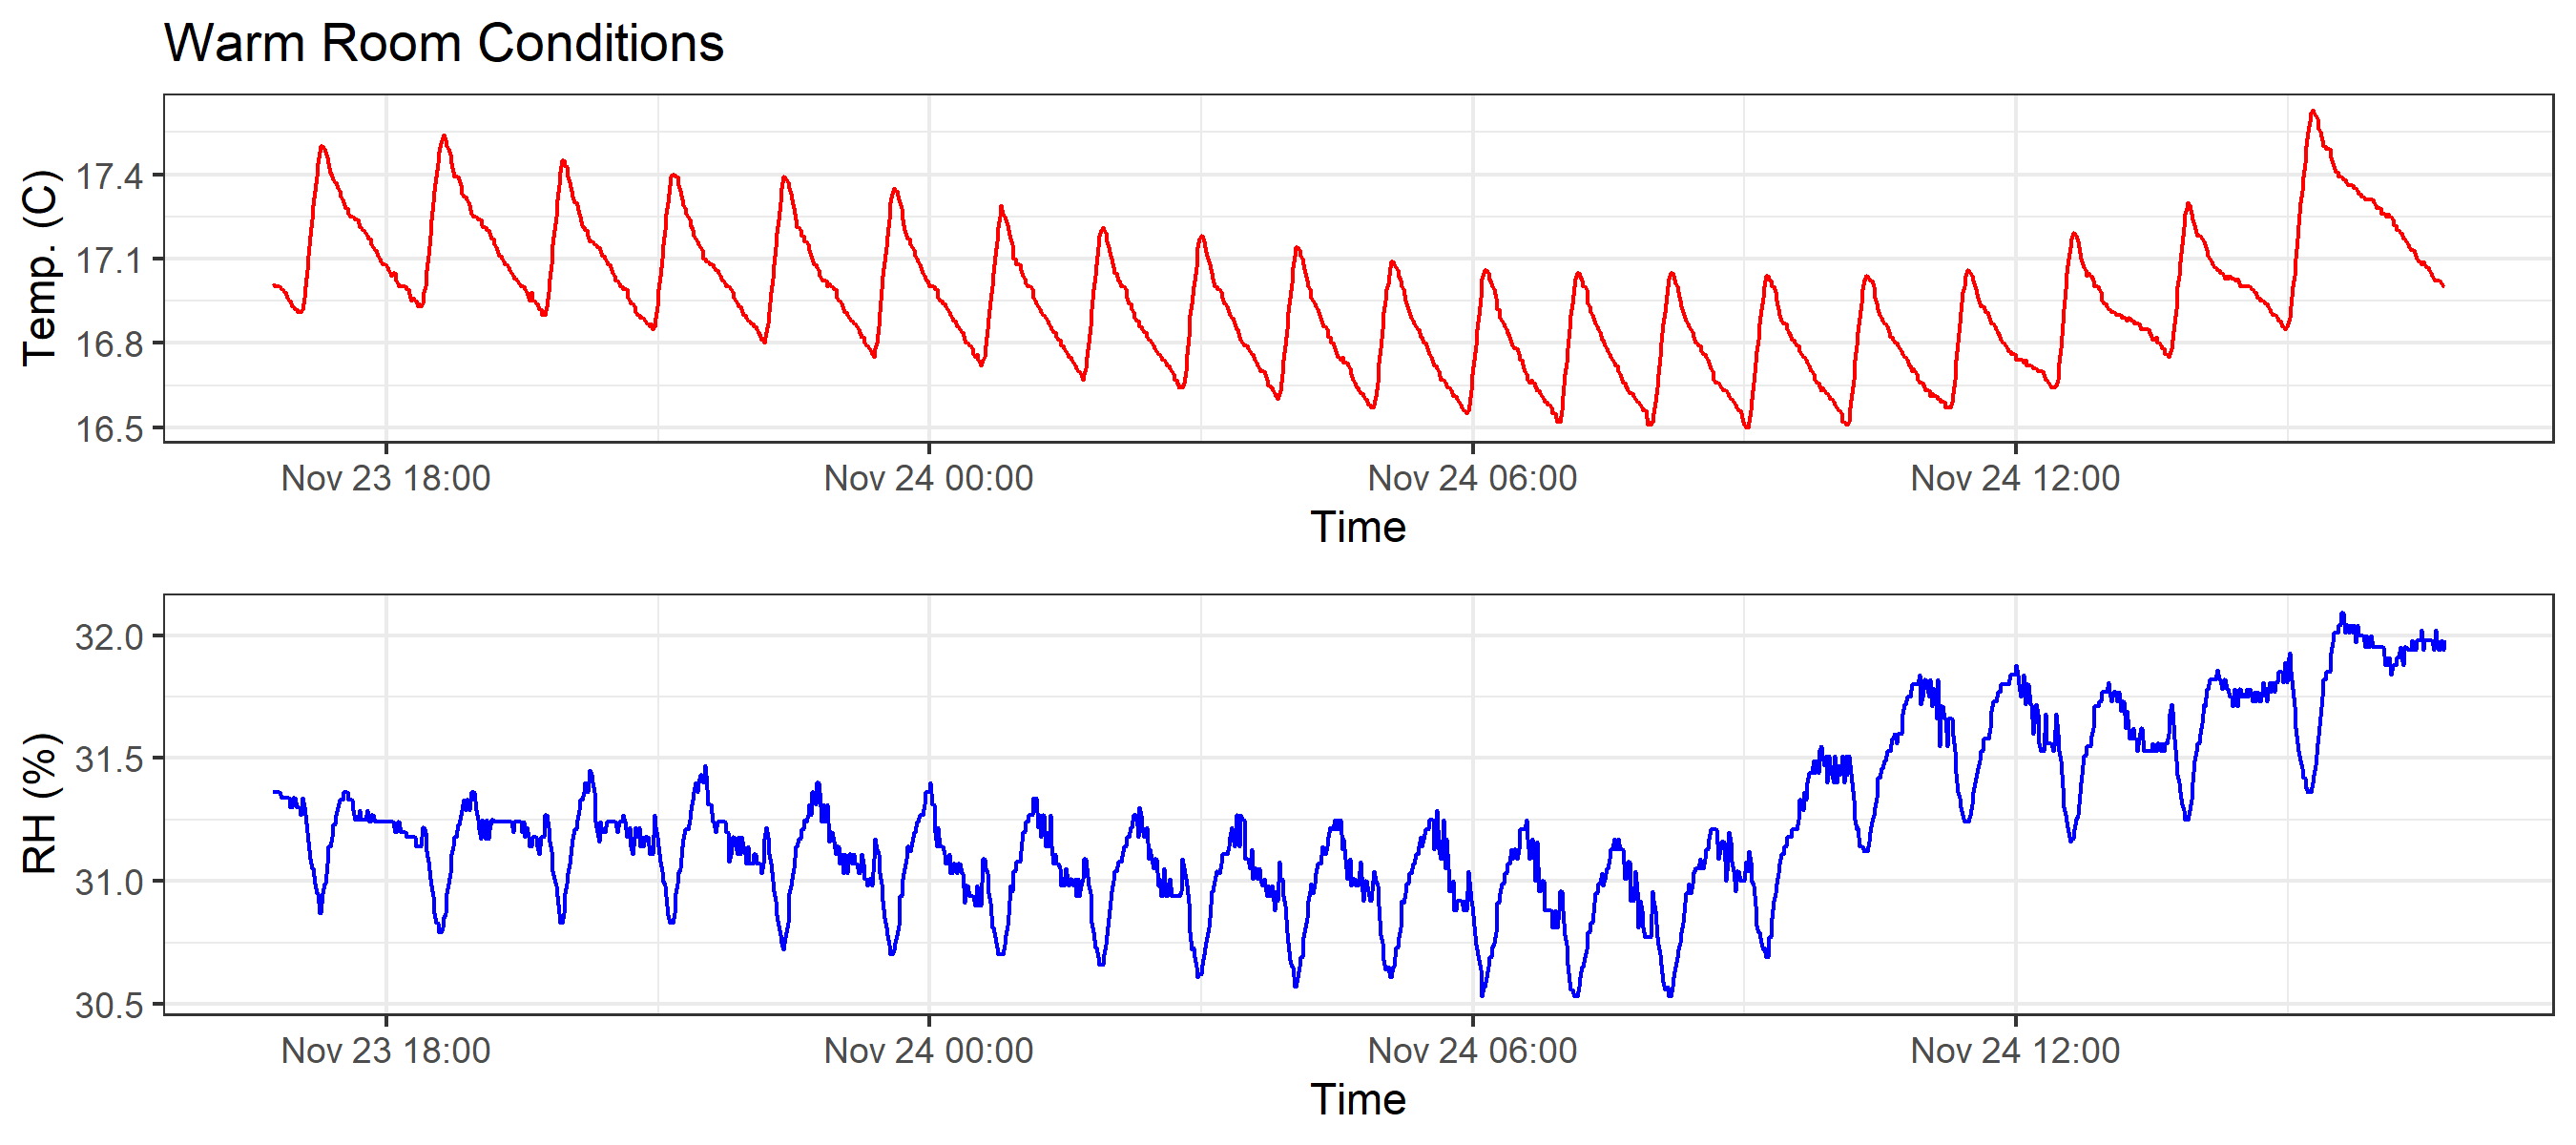 Warm Room Conditions
Temp. (C)
17.4
17.1
16.8
16.5
Nov 23 18:00 Nov 24 00:00 Nov 24 06:00 Nov 24 12:00
Time
RH (%)
32.0
31.5
31.0
30.5
Nov 23 18:00 Nov 24 00:00 Nov 24 06:00 Nov 24 12:00
Time